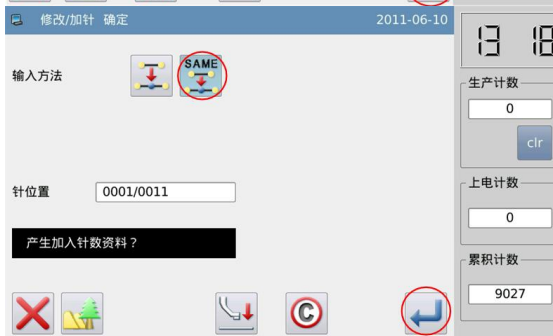 修改/加针 确定 2011-06-10
输入方法
SAME
针位置 0001/0011
产生加入针数资料？
©
13 18
生产计数
0
clr
上电计数
0
累积计数
9027